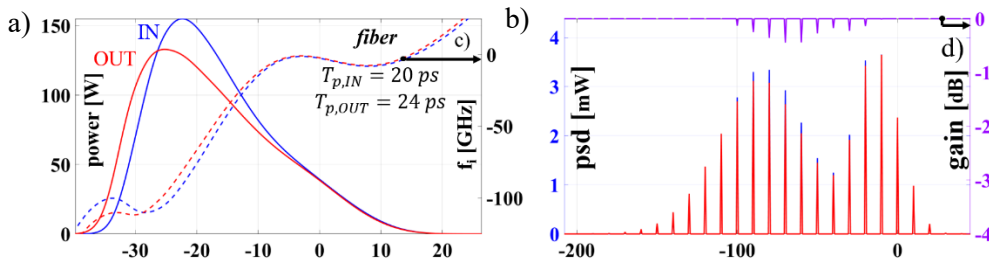 a)
150
100
50
0
power [W]
IN
OUT
fiber
c)
T_{p,IN} = 20 ps
T_{p,OUT} = 24 ps
0
-50
-100
f_i [GHz]
-30
-20
-10
0
10
20
b)
4
3
2
1
0
psd [mW]
d)
0
-1
-2
-3
-4
gain [dB]
-200
-100
0